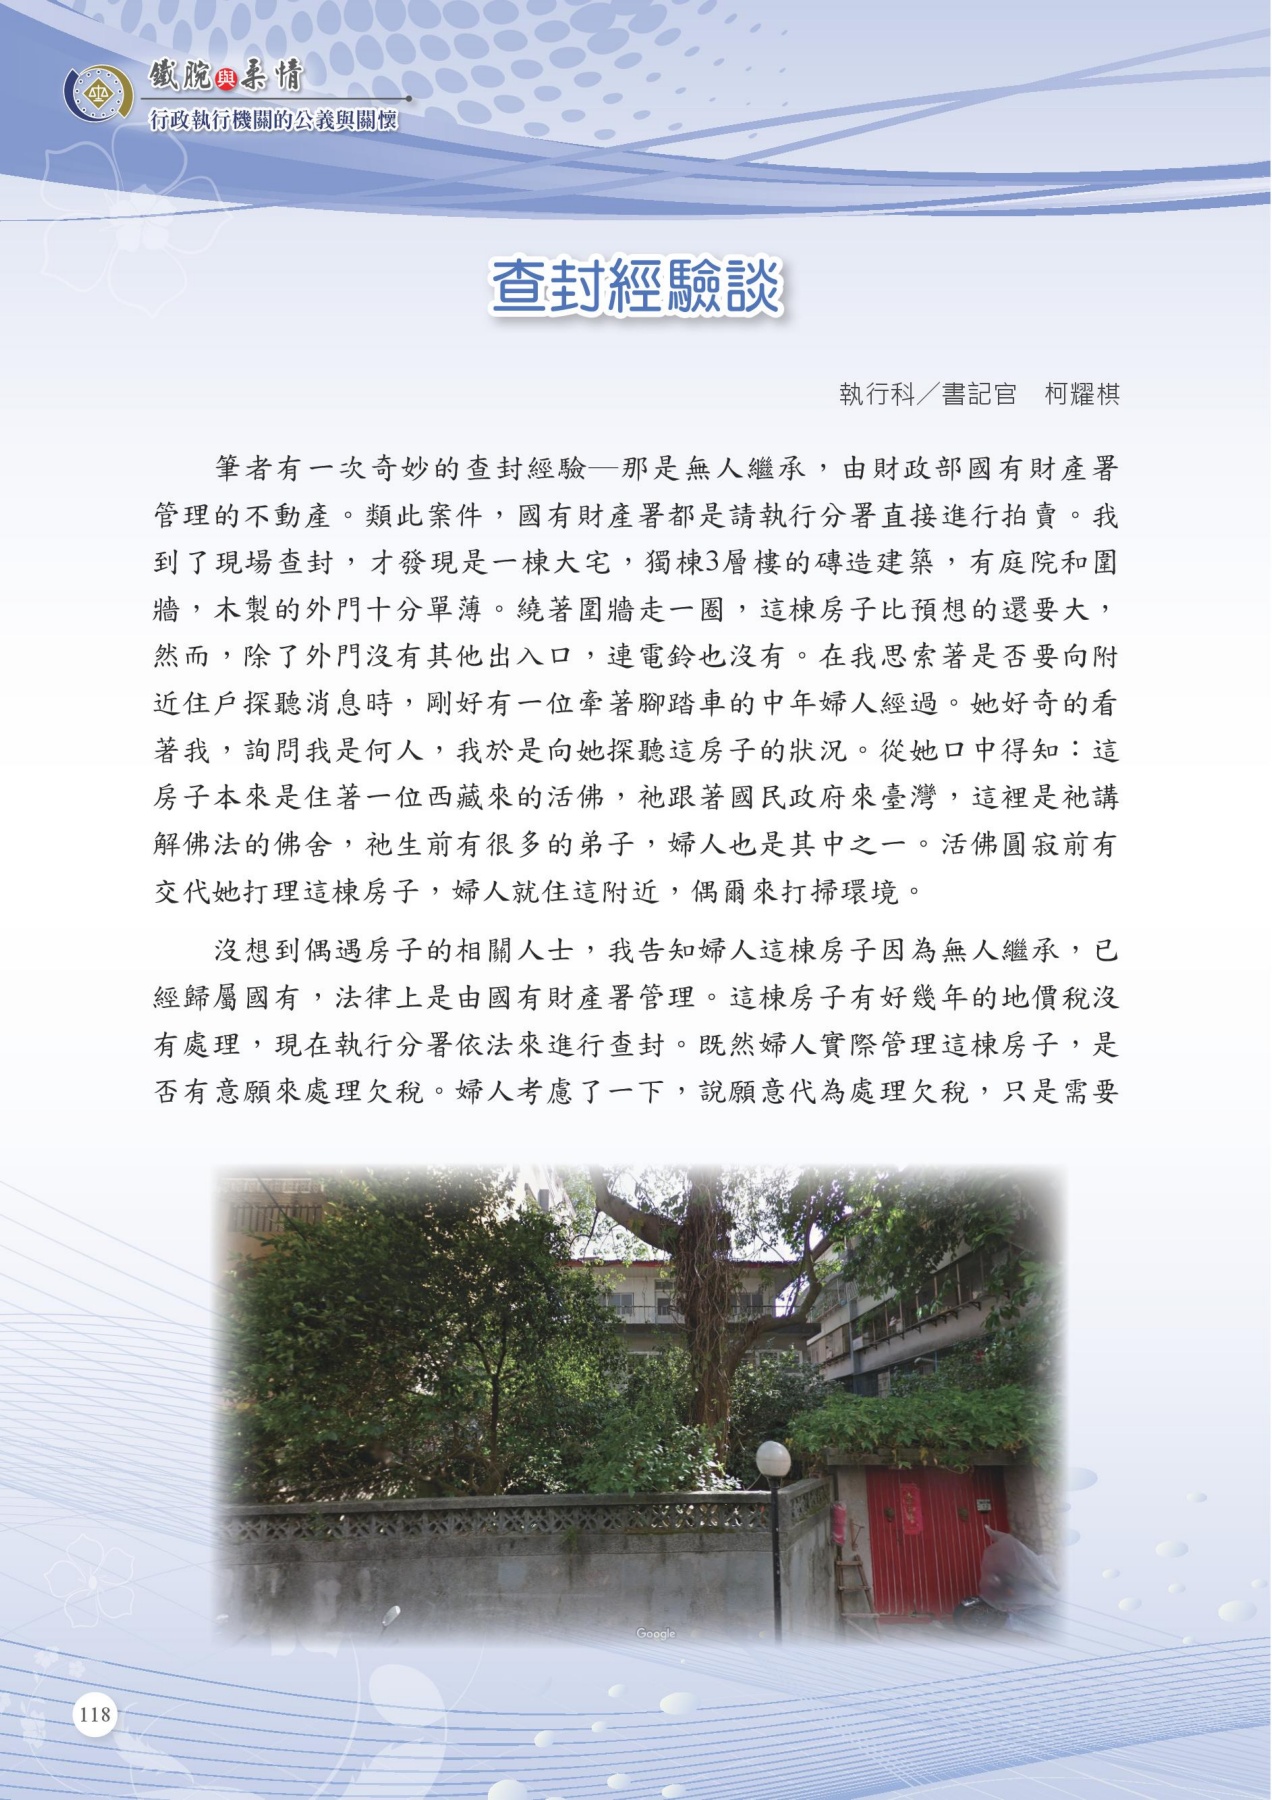 鐵腕與柔情
行政執行機關的公義與關懷
查封經驗談
執行科／書記官　柯耀棋
筆者有一次奇妙的查封經驗─那是無人繼承，由財政部國有財產署
管理的不動產。類此案件，國有財產署都是請執行分署直接進行拍賣。我
到了現場查封，才發現是一棟大宅，獨棟3層樓的磚造建築，有庭院和圍
牆，木製的外門十分單薄。繞著圍牆走一圈，這棟房子比預想的還要大，
然而，除了外門沒有其他出入口，連電鈴也沒有。在我思索著是否要向附
近住戶探聽消息時，剛好有一位牽著腳踏車的中年婦人經過。她好奇的看
著我，詢問我是何人，我於是向她探聽這房子的狀況。從她口中得知：這
房子本來是住著一位西藏來的活佛，祂跟著國民政府來臺灣，這裡是祂講
解佛法的佛舍，祂生前有很多的弟子，婦人也是其中之一。活佛圓寂前有
交代她打理這棟房子，婦人就住這附近，偶爾來打掃環境。
沒想到偶遇房子的相關人士，我告知婦人這棟房子因為無人繼承，已
經歸屬國有，法律上是由國有財產署管理。這棟房子有好幾年的地價稅沒
有處理，現在執行分署依法來進行查封。既然婦人實際管理這棟房子，是
否有意願來處理欠稅。婦人考慮了一下，說願意代為處理欠稅，只是需要
Google
118